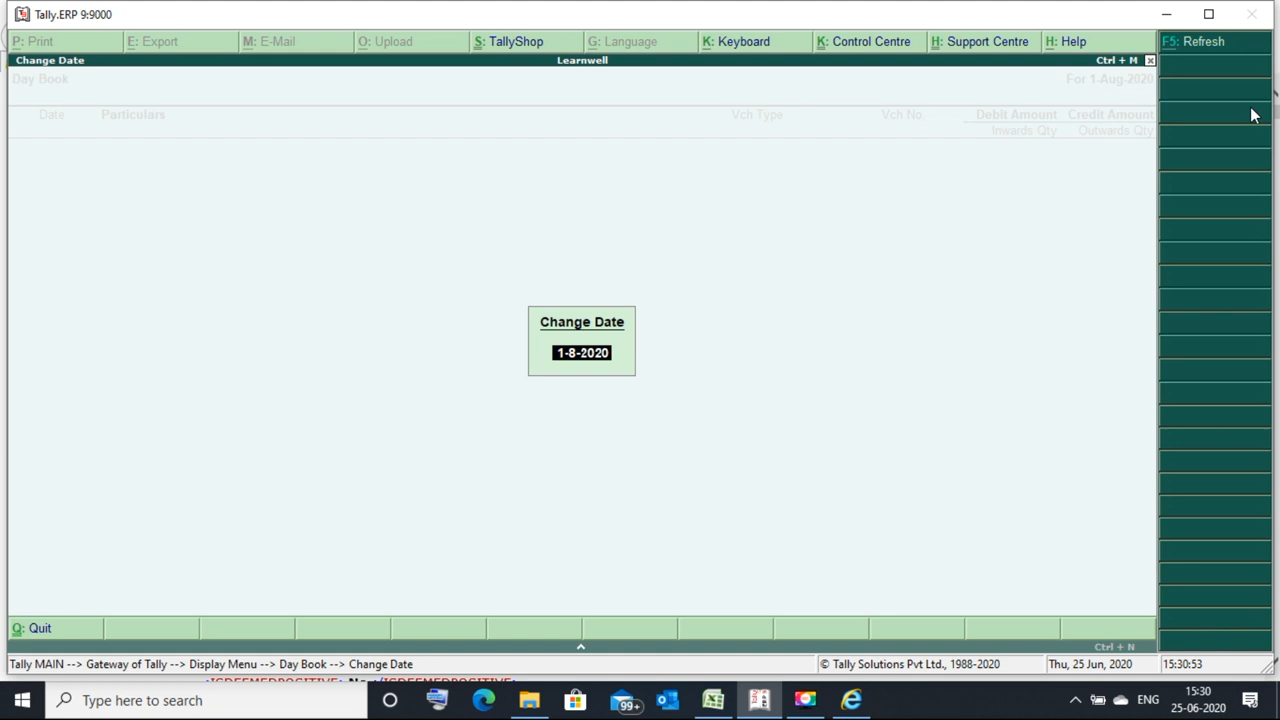 Tally.ERP 9:9000
P: Print E: Export M: E-Mail O: Upload S: TallyShop G: Language K: Keyboard K: Control Centre H: Support Centre H: Help F5: Refresh
Change Date Learnwell Ctrl + M
Day Book For 1-Aug-2020
Date Particulars Vch Type Vch No. Debit Amount Credit Amount
Inwards Qty Outwards Qty
Change Date
1-8-2020
Q: Quit
Ctrl + N
Tally MAIN --> Gateway of Tally --> Display Menu --> Day Book --> Change Date © Tally Solutions Pvt Ltd., 1988-2020 Thu, 25 Jun, 2020 15:30:53
Type here to search 99+ ENG 15:30
25-06-2020